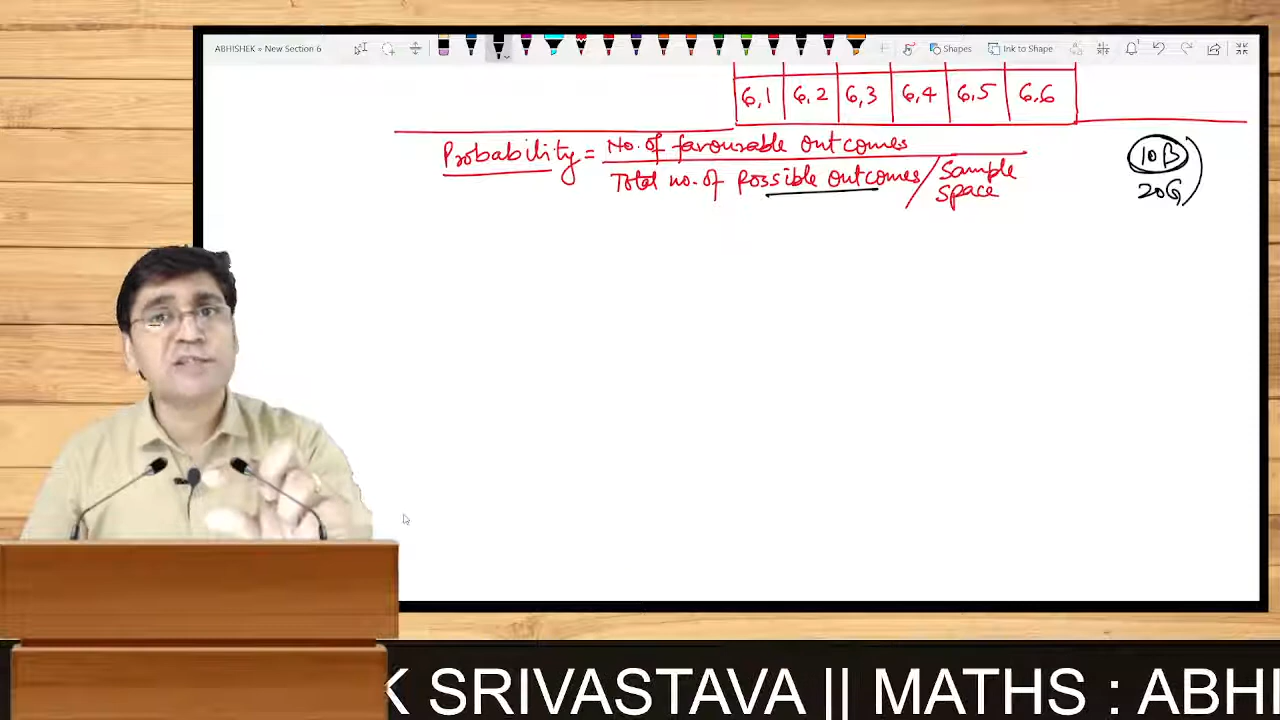 ABHISHEK » New Section 6
Shapes
Ink to Shape
6,1 6,2 6,3 6,4 6,5 6.6
Probability = No. of favourable outcomes
Total no. of possible outcomes / Sample space
10B
20G
K SRIVASTAVA || MATHS : ABHI